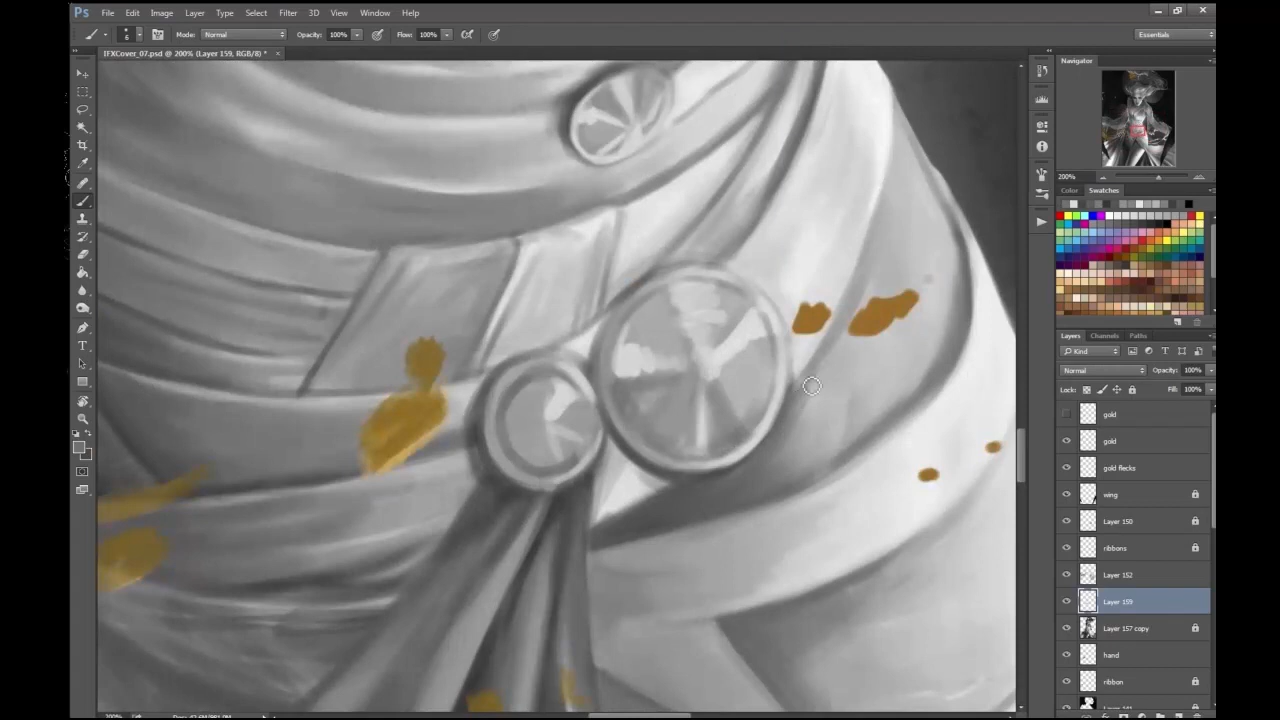 Ps File Edit Image Layer Type Select Filter 3D View Window Help
6 Mode: Normal Opacity: 100% Flow: 100% Essentials
IFXCover_07.psd @ 200% (Layer 159, RGB/8) *
Navigator
200%
Color Swatches
Layers Channels Paths
Kind
Normal Opacity: 100%
Lock: Fill: 100%
gold
gold
gold flecks
wing
Layer 150
ribbons
Layer 152
Layer 159
Layer 157 copy
hand
ribbon